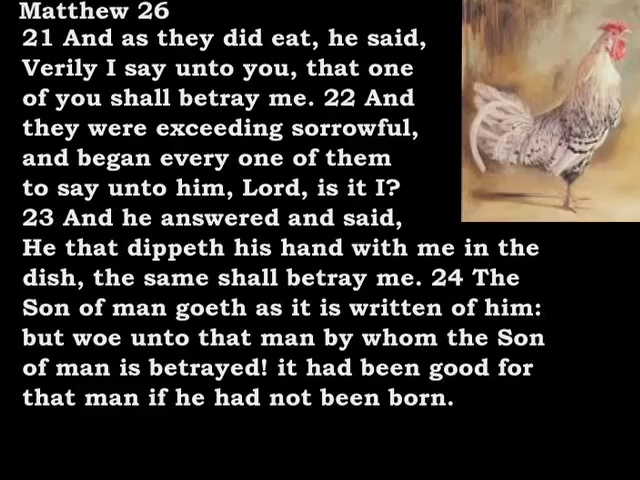 Matthew 26
21 And as they did eat, he said,
Verily I say unto you, that one
of you shall betray me. 22 And
they were exceeding sorrowful,
and began every one of them
to say unto him, Lord, is it I?
23 And he answered and said,
He that dippeth his hand with me in the
dish, the same shall betray me. 24 The
Son of man goeth as it is written of him:
but woe unto that man by whom the Son
of man is betrayed! it had been good for
that man if he had not been born.